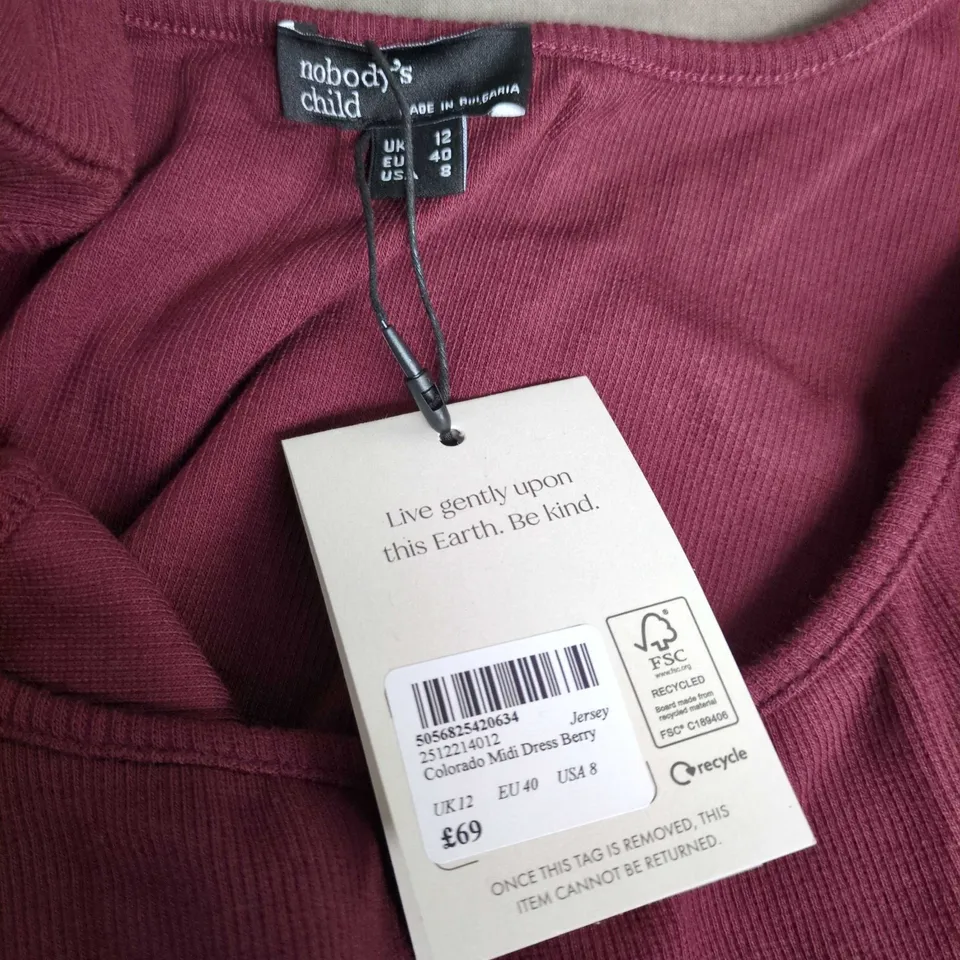 nobody's
child
MADE IN BULGARIA
UK 12
EU 40
USA 8
Live gently upon
this Earth. Be kind.
FSC
www.fsc.org
RECYCLED
Board made from
recycled material
FSC® C189406
recycle
5056825420634
Jersey
2512214012
Colorado Midi Dress Berry
UK 12 EU 40 USA 8
£69
ONCE THIS TAG IS REMOVED, THIS
ITEM CANNOT BE RETURNED.